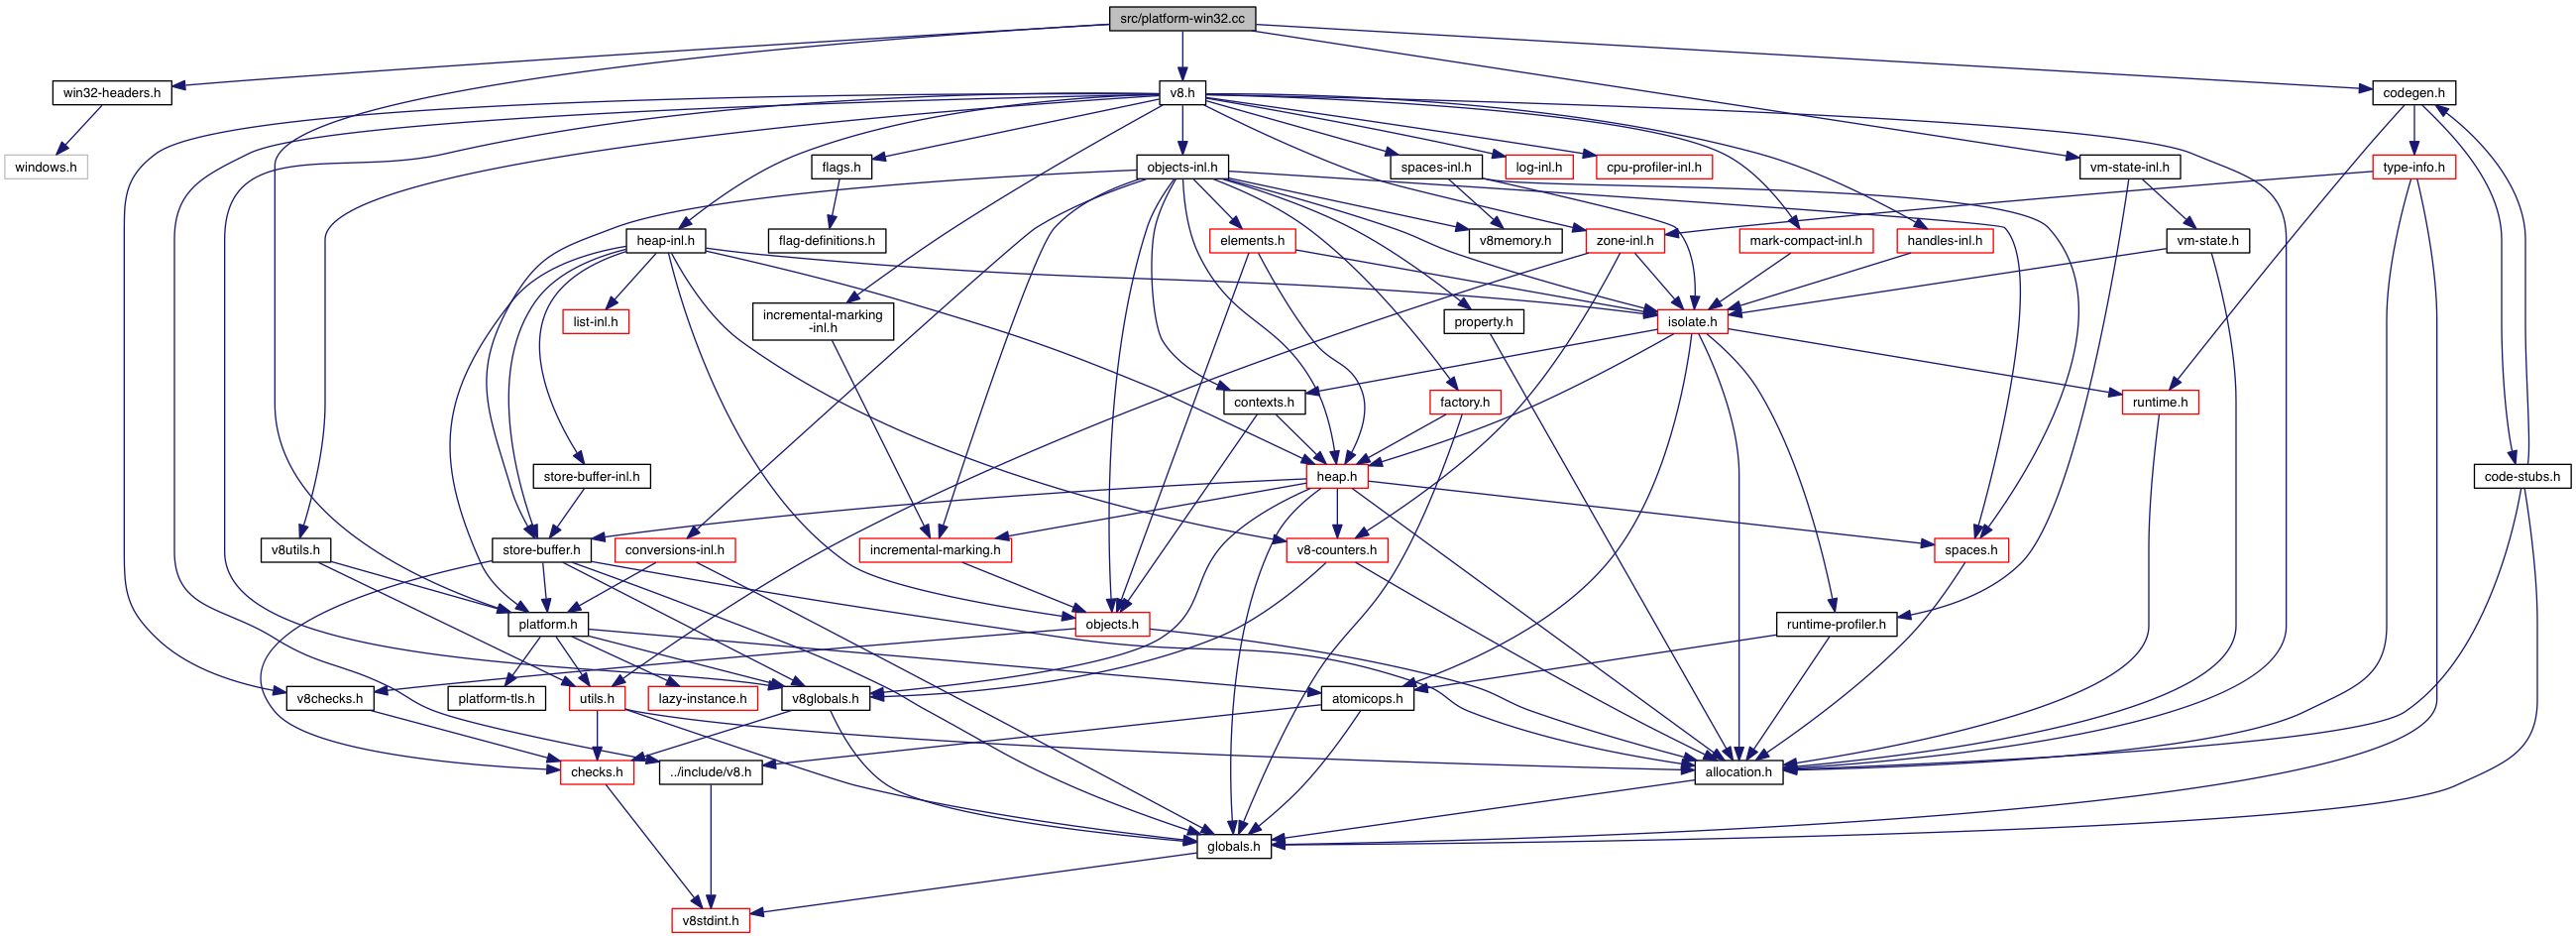 src/platform-win32.cc
win32-headers.h
v8.h
codegen.h
windows.h
flags.h
objects-inl.h
spaces-inl.h
log-inl.h
cpu-profiler-inl.h
vm-state-inl.h
type-info.h
heap-inl.h
flag-definitions.h
elements.h
v8memory.h
zone-inl.h
mark-compact-inl.h
handles-inl.h
vm-state.h
list-inl.h
incremental-marking
-inl.h
property.h
isolate.h
contexts.h
factory.h
runtime.h
store-buffer-inl.h
heap.h
code-stubs.h
v8utils.h
store-buffer.h
conversions-inl.h
incremental-marking.h
v8-counters.h
spaces.h
platform.h
objects.h
runtime-profiler.h
v8checks.h
platform-tls.h
utils.h
lazy-instance.h
v8globals.h
atomicops.h
checks.h
../include/v8.h
allocation.h
globals.h
v8stdint.h